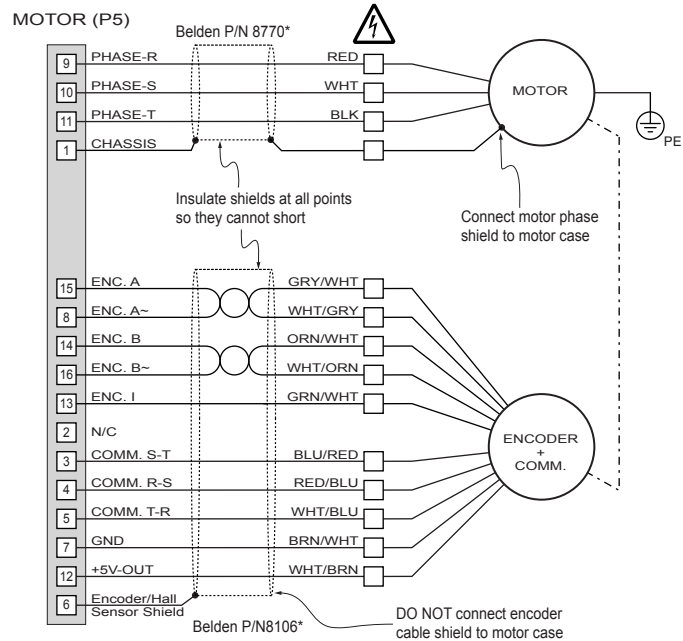 MOTOR (P5)
Belden P/N 8770*
9 PHASE-R RED
10 PHASE-S WHT
11 PHASE-T BLK
1 CHASSIS
MOTOR
PE
Insulate shields at all points
so they cannot short
Connect motor phase
shield to motor case
15 ENC. A GRY/WHT
8 ENC. A~ WHT/GRY
14 ENC. B ORN/WHT
16 ENC. B~ WHT/ORN
13 ENC. I GRN/WHT
2 N/C
3 COMM. S-T BLU/RED
4 COMM. R-S RED/BLU
5 COMM. T-R WHT/BLU
7 GND BRN/WHT
12 +5V-OUT WHT/BRN
6 Encoder/Hall
Sensor Shield
ENCODER
+
COMM.
Belden P/N8106*
DO NOT connect encoder
cable shield to motor case